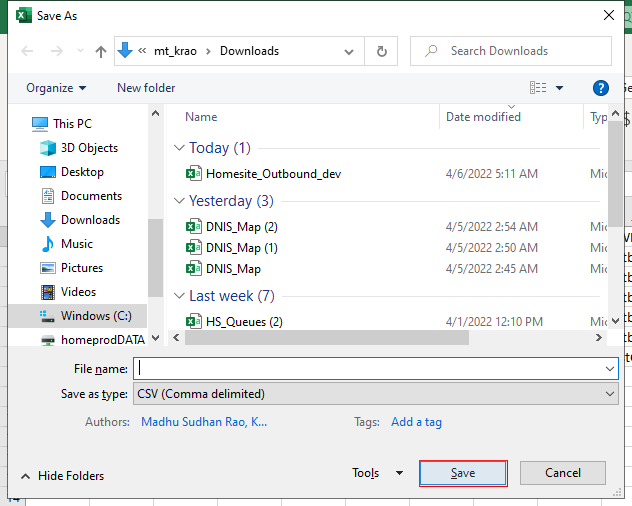 Save As
« mt_krao > Downloads
Search Downloads
Organize
New folder
?
This PC
3D Objects
Desktop
Documents
Downloads
Music
Pictures
Videos
Windows (C:)
homeprodDATA
Name Date modified Typ
Today (1)
Homesite_Outbound_dev 4/6/2022 5:11 AM Mic
Yesterday (3)
DNIS_Map (2) 4/5/2022 2:54 AM Mic
DNIS_Map (1) 4/5/2022 2:50 AM Mic
DNIS_Map 4/5/2022 2:45 AM Mic
Last week (7)
HS_Queues (2) 4/1/2022 12:10 PM Mic
File name:
Save as type: CSV (Comma delimited)
Authors: Madhu Sudhan Rao, K...
Tags: Add a tag
Hide Folders
Tools
Save
Cancel